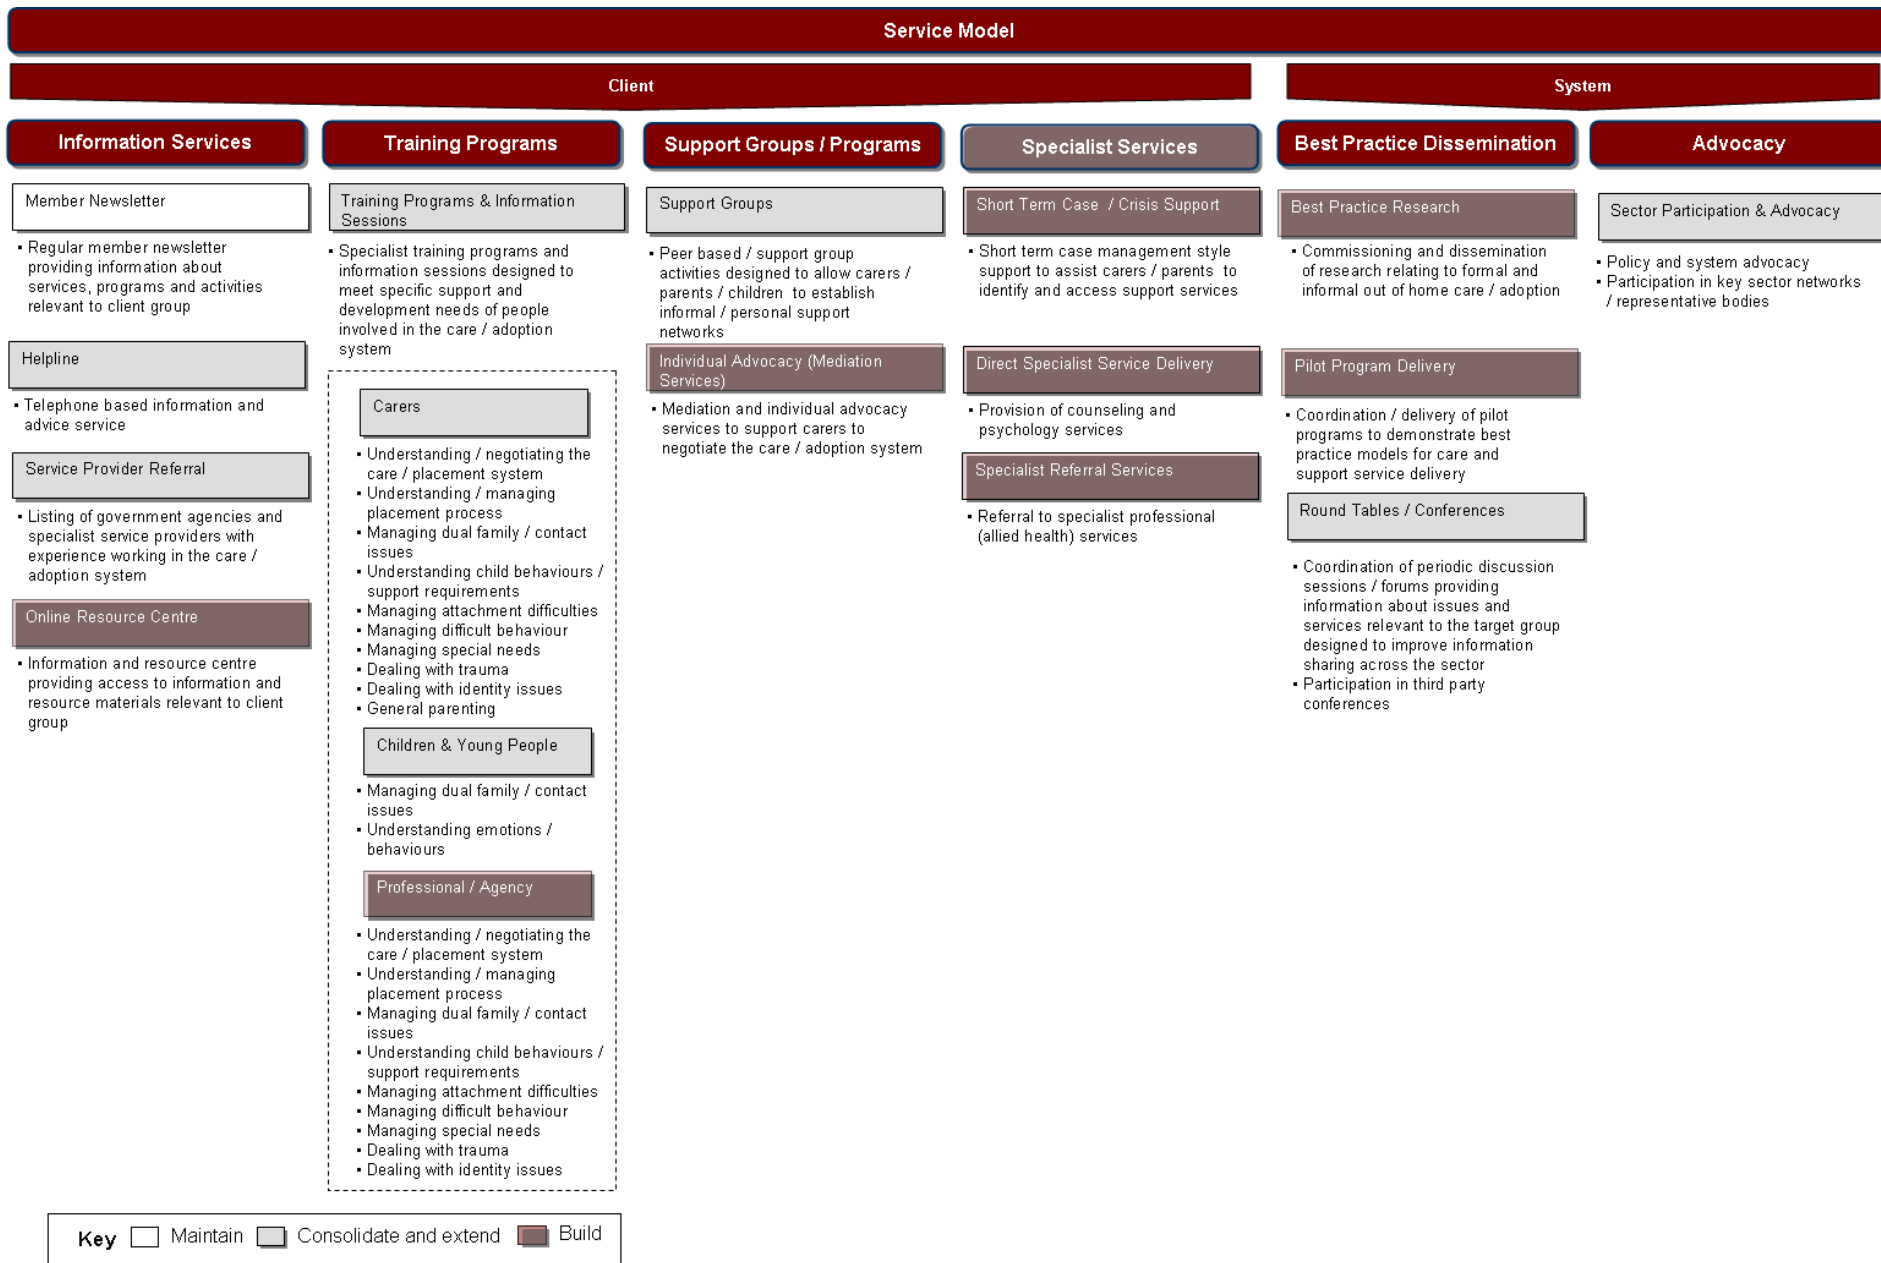 Service Model
Client
System
Information Services
Member Newsletter
▪ Regular member newsletter
providing information about
services, programs and activities
relevant to client group
Helpline
▪ Telephone based information and
advice service
Service Provider Referral
▪ Listing of government agencies and
specialist service providers with
experience working in the care /
adoption system
Online Resource Centre
▪ Information and resource centre
providing access to information and
resource materials relevant to client
group
Training Programs
Training Programs & Information
Sessions
▪ Specialist training programs and
information sessions designed to
meet specific support and
development needs of people
involved in the care / adoption
system
Carers
▪ Understanding / negotiating the
care / placement system
▪ Understanding / managing
placement process
▪ Managing dual family / contact
issues
▪ Understanding child behaviours /
support requirements
▪ Managing attachment difficulties
▪ Managing difficult behaviour
▪ Managing special needs
▪ Dealing with trauma
▪ Dealing with identity issues
▪ General parenting
Children & Young People
▪ Managing dual family / contact
issues
▪ Understanding emotions /
behaviours
Professional / Agency
▪ Understanding / negotiating the
care / placement system
▪ Understanding / managing
placement process
▪ Managing dual family / contact
issues
▪ Understanding child behaviours /
support requirements
▪ Managing attachment difficulties
▪ Managing difficult behaviour
▪ Managing special needs
▪ Dealing with trauma
▪ Dealing with identity issues
Support Groups / Programs
Support Groups
▪ Peer based / support group
activities designed to allow carers /
parents / children to establish
informal / personal support
networks
Individual Advocacy (Mediation
Services)
▪ Mediation and individual advocacy
services to support carers to
negotiate the care / adoption system
Specialist Services
Short Term Case / Crisis Support
▪ Short term case management style
support to assist carers / parents to
identify and access support services
Direct Specialist Service Delivery
▪ Provision of counseling and
psychology services
Specialist Referral Services
▪ Referral to specialist professional
(allied health) services
Best Practice Dissemination
Best Practice Research
▪ Commissioning and dissemination
of research relating to formal and
informal out of home care / adoption
Pilot Program Delivery
▪ Coordination / delivery of pilot
programs to demonstrate best
practice models for care and
support service delivery
Round Tables / Conferences
▪ Coordination of periodic discussion
sessions / forums providing
information about issues and
services relevant to the target group
designed to improve information
sharing across the sector
▪ Participation in third party
conferences
Advocacy
Sector Participation & Advocacy
▪ Policy and system advocacy
▪ Participation in key sector networks
/ representative bodies
Key Maintain Consolidate and extend Build